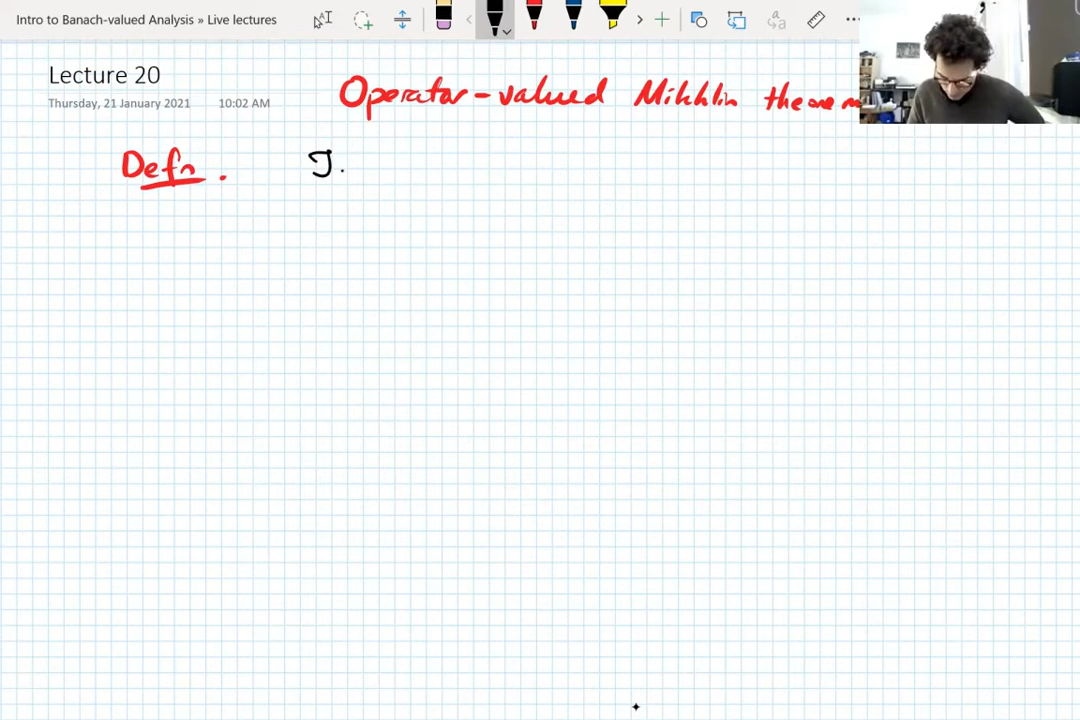 Intro to Banach-valued Analysis » Live lectures
Lecture 20
Thursday, 21 January 2021 10:02 AM
Operator-valued Mikhlin theorem
Defn. J.